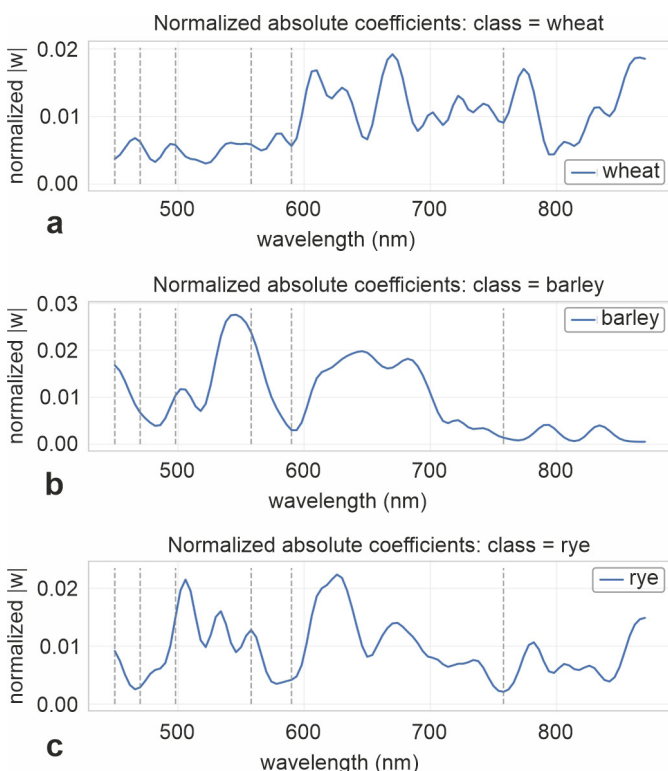 Normalized absolute coefficients: class = wheat
normalized |w|
0.02
0.01
0.00
wheat
500 600 700 800
wavelength (nm)
a
Normalized absolute coefficients: class = barley
normalized |w|
0.03
0.02
0.01
0.00
barley
500 600 700 800
wavelength (nm)
b
Normalized absolute coefficients: class = rye
normalized |w|
0.02
0.01
0.00
rye
500 600 700 800
wavelength (nm)
c